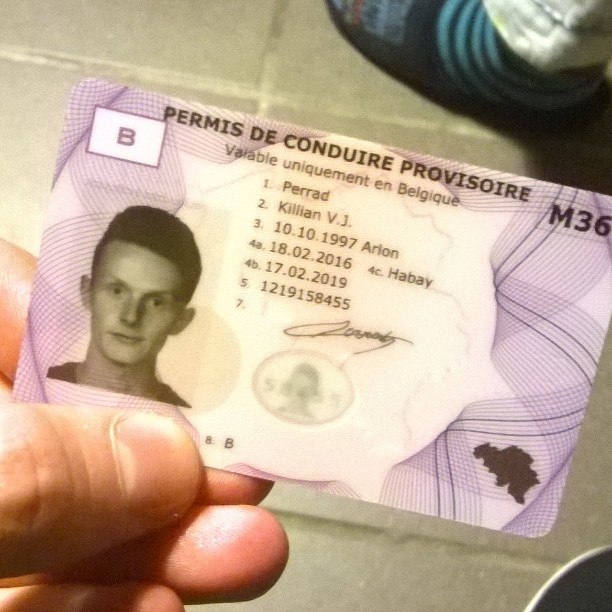 B
PERMIS DE CONDUIRE PROVISOIRE
Valable uniquement en Belgique
M36
1. Perrad
2. Killian V.J.
3. 10.10.1997 Arlon
4a. 18.02.2016 4c. Habay
4b. 17.02.2019
5. 1219158455
7.
8. B